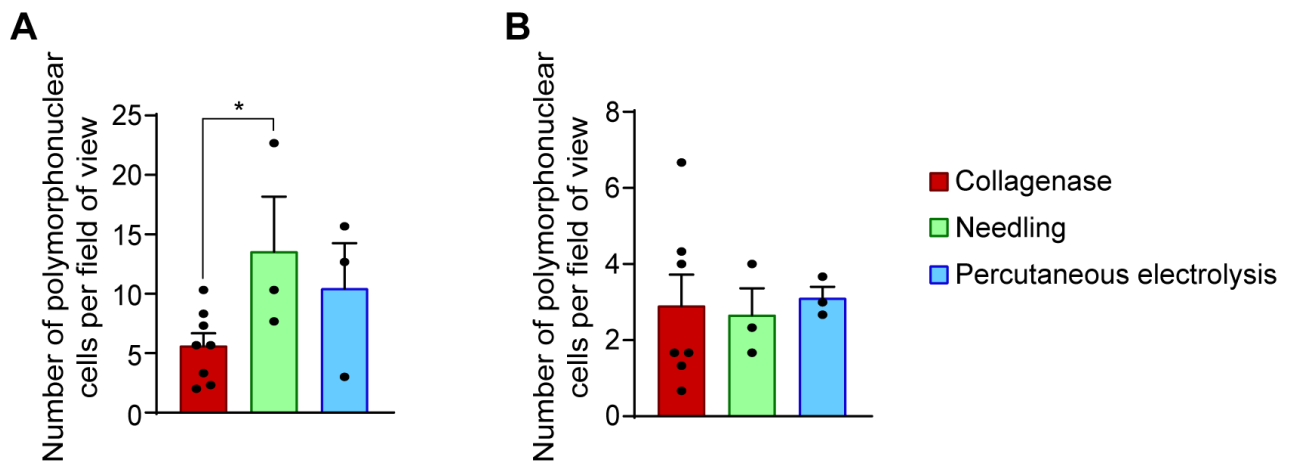 A
Number of polymorphonuclear
cells per field of view
25
20
15
10
5
0
*
B
Number of polymorphonuclear
cells per field of view
8
6
4
2
0
Collagenase
Needling
Percutaneous electrolysis